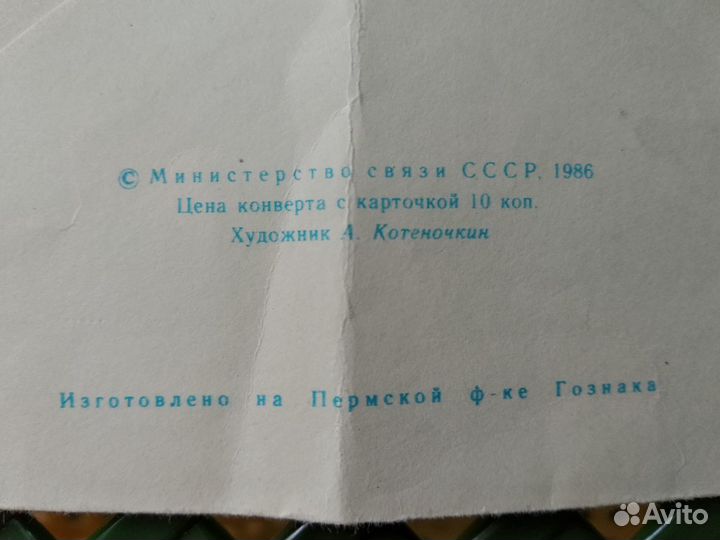 © Министерство связи СССР, 1986
Цена конверта с карточкой 10 коп.
Художник А. Котеночкин
Изготовлено на Пермской ф-ке Гознака
Avito